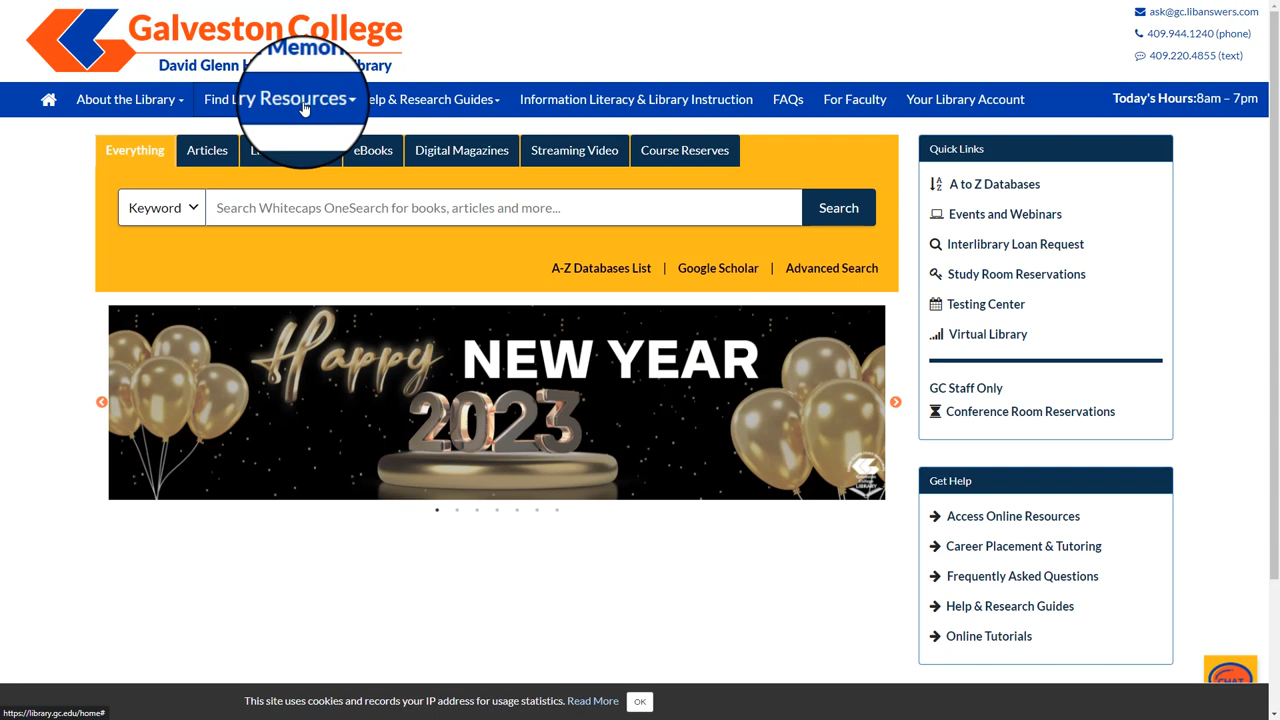 Galveston College
David Glenn H
Memor
brary
ask@gc.libanswers.com
409.944.1240 (phone)
409.220.4855 (text)
About the Library
Find
ry Resources
Help & Research Guides
Information Literacy & Library Instruction
FAQs
For Faculty
Your Library Account
Today's Hours:8am – 7pm
Everything
Articles
eBooks
Digital Magazines
Streaming Video
Course Reserves
Keyword
Search Whitecaps OneSearch for books, articles and more...
Search
A-Z Databases List | Google Scholar | Advanced Search
Happy NEW YEAR
2023
Galveston College LIBRARY
Quick Links
A to Z Databases
Events and Webinars
Interlibrary Loan Request
Study Room Reservations
Testing Center
Virtual Library
GC Staff Only
Conference Room Reservations
Get Help
Access Online Resources
Career Placement & Tutoring
Frequently Asked Questions
Help & Research Guides
Online Tutorials
CHAT
This site uses cookies and records your IP address for usage statistics. Read More
OK
https://library.gc.edu/home#